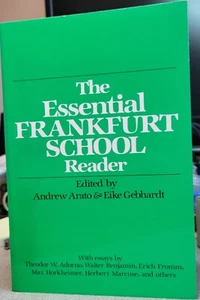 The
Essential
FRANKFURT
SCHOOL
Reader
Edited by
Andrew Arato & Eike Gebhardt
With essays by
Theodor W. Adorno, Walter Benjamin, Erich Fromm,
Max Horkheimer, Herbert Marcuse, and others